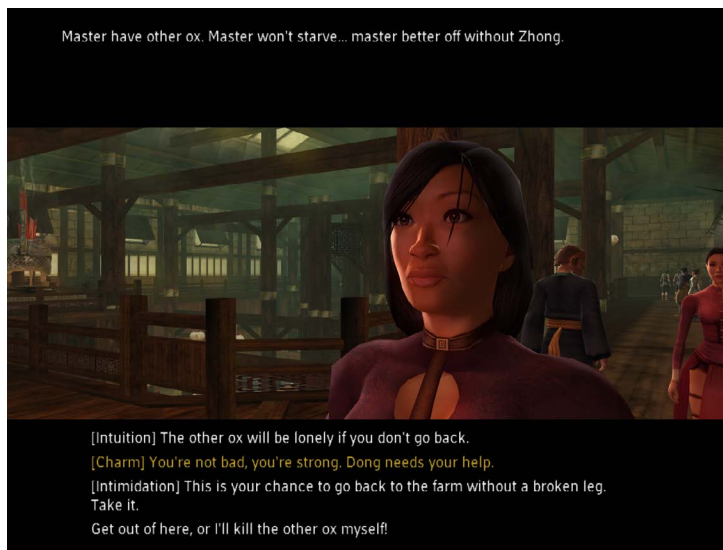 Master have other ox. Master won't starve... master better off without Zhong.
[Intuition] The other ox will be lonely if you don't go back.
[Charm] You're not bad, you're strong. Dong needs your help.
[Intimidation] This is your chance to go back to the farm without a broken leg.
Take it.
Get out of here, or I'll kill the other ox myself!